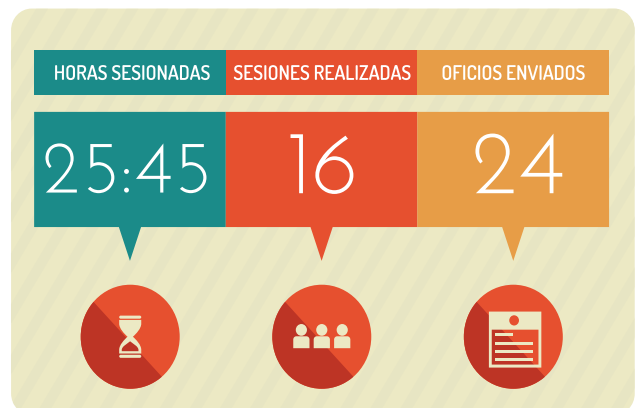 HORAS SESIONADAS
SESIONES REALIZADAS
OFICIOS ENVIADOS
25:45
16
24